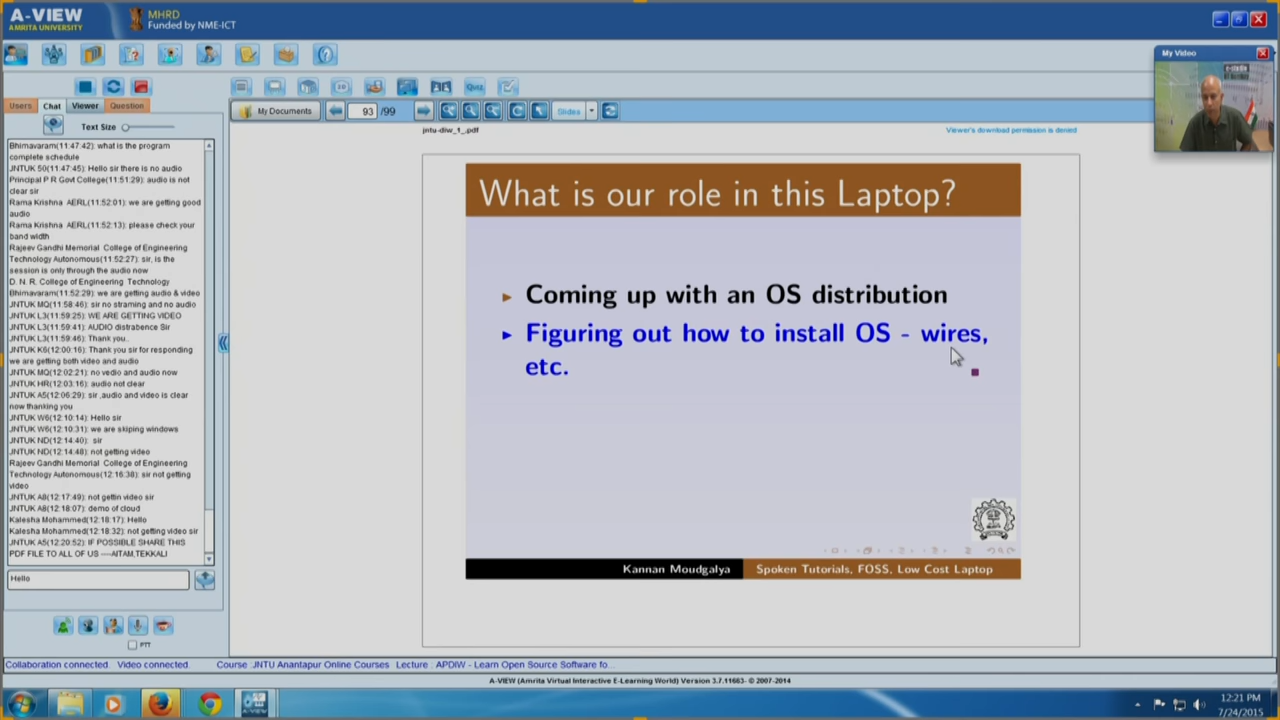 A-VIEW
AMRITA UNIVERSITY
MHRD
Funded by NME-ICT
My Video
Users Chat Viewer Question
My Documents
93 /99
Slides
Quiz
Text Size
jntu-diw_1_.pdf
Viewer's download permission is denied
Bhimavaram(11:47:42): what is the program
complete schedule
JNTUK 50(11:47:45): Hello sir there is no audio
Principal P R Govt College(11:51:29): audio is not
clear sir
Rama Krishna AERL(11:52:01): we are getting good
audio
Rama Krishna AERL(11:52:13): please check your
band width
Rajeev Gandhi Memorial College of Engineering
Technology Autonomous(11:52:27): sir, is the
session is only through the audio now
D. N. R. College of Engineering Technology
Bhimavaram(11:52:29): we are getting audio & video
JNTUK MQ(11:58:46): sir no straming and no audio
JNTUK L3(11:59:25): WE ARE GETTING VIDEO
JNTUK L3(11:59:41): AUDIO distrabence Sir
JNTUK L3(11:59:46): Thank you..
JNTUK K6(12:00:16): Thank you sir for responding
we are getting both video and audio
JNTUK MQ(12:02:21): no vedio and audio now
JNTUK HR(12:03:16): audio not clear
JNTUK A5(12:06:29): sir ,audio and video is clear
now thanking you
JNTUK W6(12:10:14): Hello sir
JNTUK W6(12:10:31): we are skiping windows
JNTUK ND(12:14:40): sir
JNTUK ND(12:14:48): not getting video
Rajeev Gandhi Memorial College of Engineering
Technology Autonomous(12:16:38): sir not getting
video
JNTUK A8(12:17:49): not gettin video sir
JNTUK A8(12:18:07): demo of cloud
Kalesha Mohammed(12:18:17): Hello
Kalesha Mohammed(12:18:32): not getting video sir
JNTUK A5(12:20:52): IF POSSIBLE SHARE THIS
PDF FILE TO ALL OF US ----AITAM,TEKKALI
Hello
PTT
What is our role in this Laptop?
Coming up with an OS distribution
Figuring out how to install OS - wires,
etc.
Kannan Moudgalya
Spoken Tutorials, FOSS, Low Cost Laptop
Collaboration connected Video connected Course : JNTU Anantapur Online Courses Lecture : APDIW - Learn Open Source Software fo...
A-VIEW (Amrita Virtual Interactive E-Learning World) Version 3.7.11663- © 2007-2014
A-VIEW
12:21 PM
7/24/2015